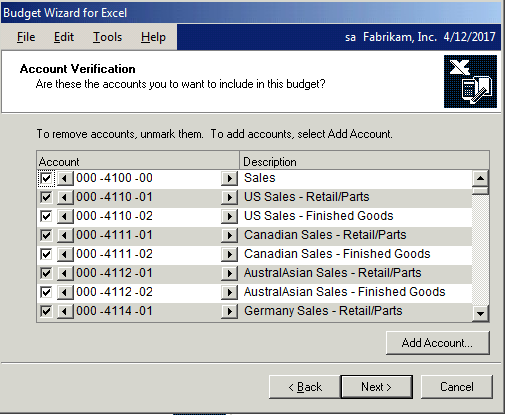 Budget Wizard for Excel
File Edit Tools Help sa Fabrikam, Inc. 4/12/2017
Account Verification
Are these the accounts you to want to include in this budget?
To remove accounts, unmark them. To add accounts, select Add Account.
Account Description
000 -4100 -00 Sales
000 -4110 -01 US Sales - Retail/Parts
000 -4110 -02 US Sales - Finished Goods
000 -4111 -01 Canadian Sales - Retail/Parts
000 -4111 -02 Canadian Sales - Finished Goods
000 -4112 -01 AustralAsian Sales - Retail/Parts
000 -4112 -02 AustralAsian Sales - Finished Goods
000 -4114 -01 Germany Sales - Retail/Parts
Add Account...
< Back Next > Cancel